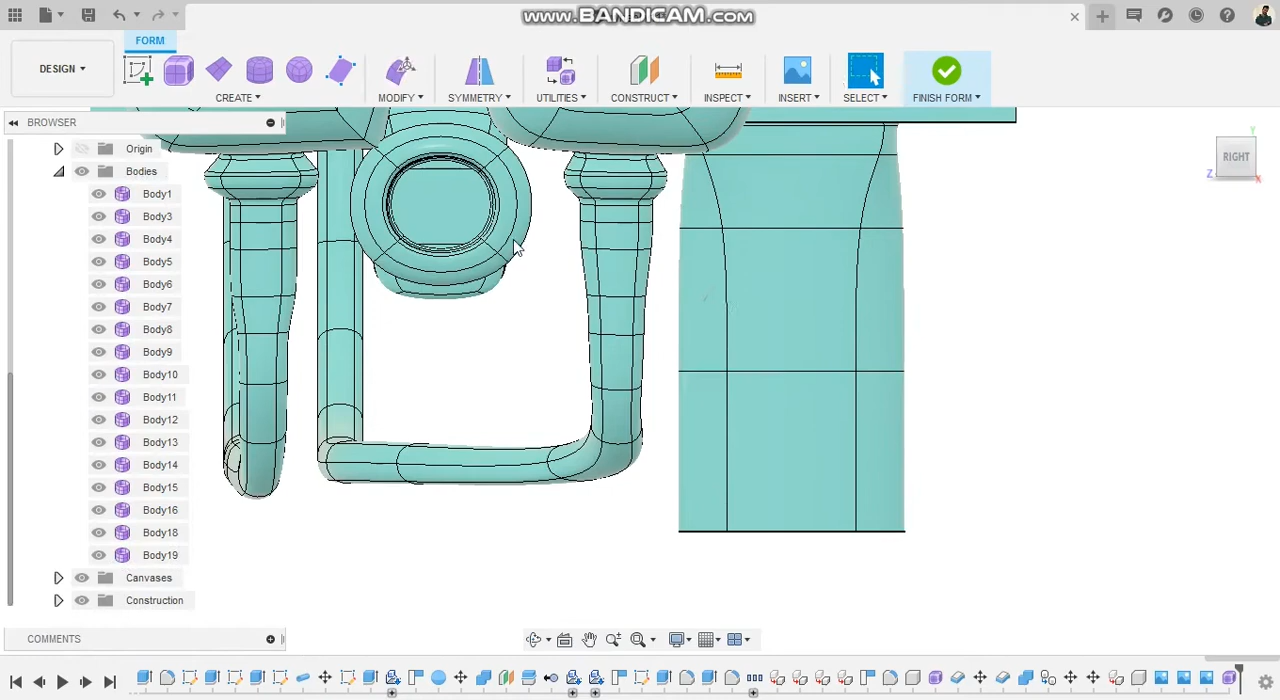 www.BANDICAM.com
FORM
DESIGN
CREATE
MODIFY
SYMMETRY
UTILITIES
CONSTRUCT
INSPECT
INSERT
SELECT
FINISH FORM
BROWSER
Origin
Bodies
Body1
Body3
Body4
Body5
Body6
Body7
Body8
Body9
Body10
Body11
Body12
Body13
Body14
Body15
Body16
Body18
Body19
Canvases
Construction
COMMENTS
Y
RIGHT
Z
X